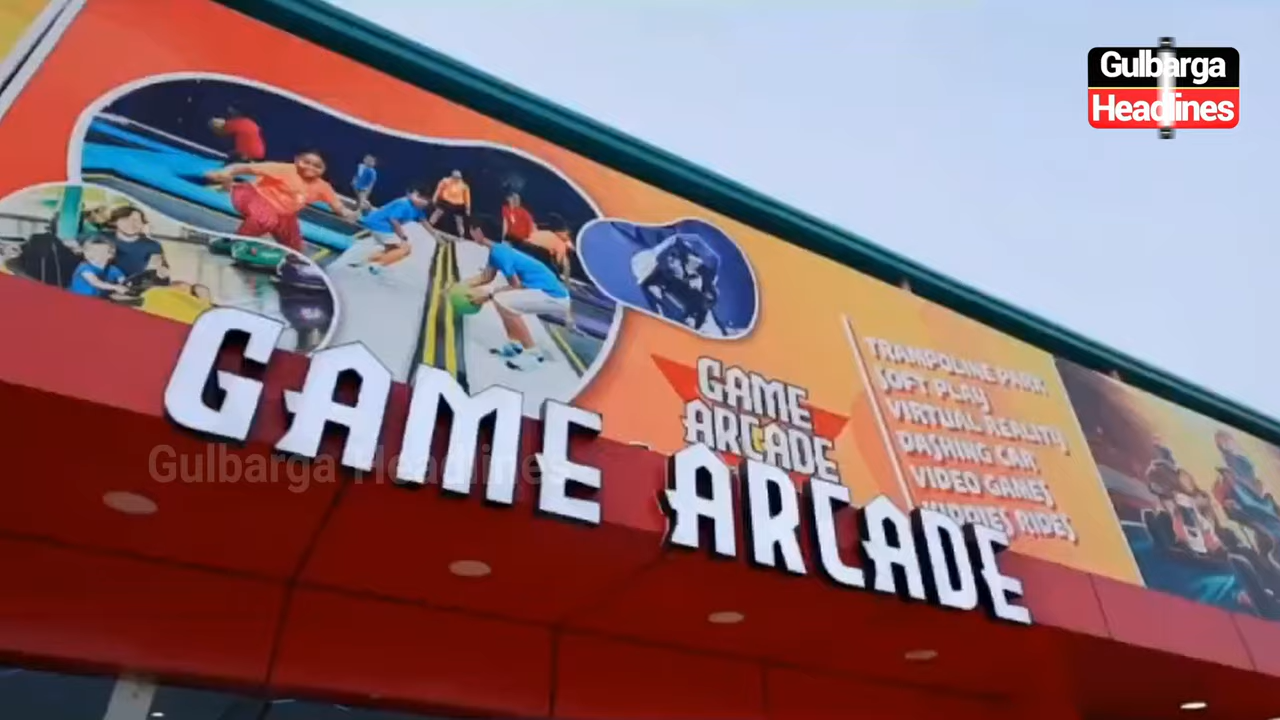 Gulbarga
Headlines
TRAMPOLINE PARK
SOFT PLAY
VIRTUAL REALITY
DASHING CAR
VIDEO GAMES
KIDDIES RIDES
GAME
ARCADE
GAME ARCADE
Gulbarga Headlines